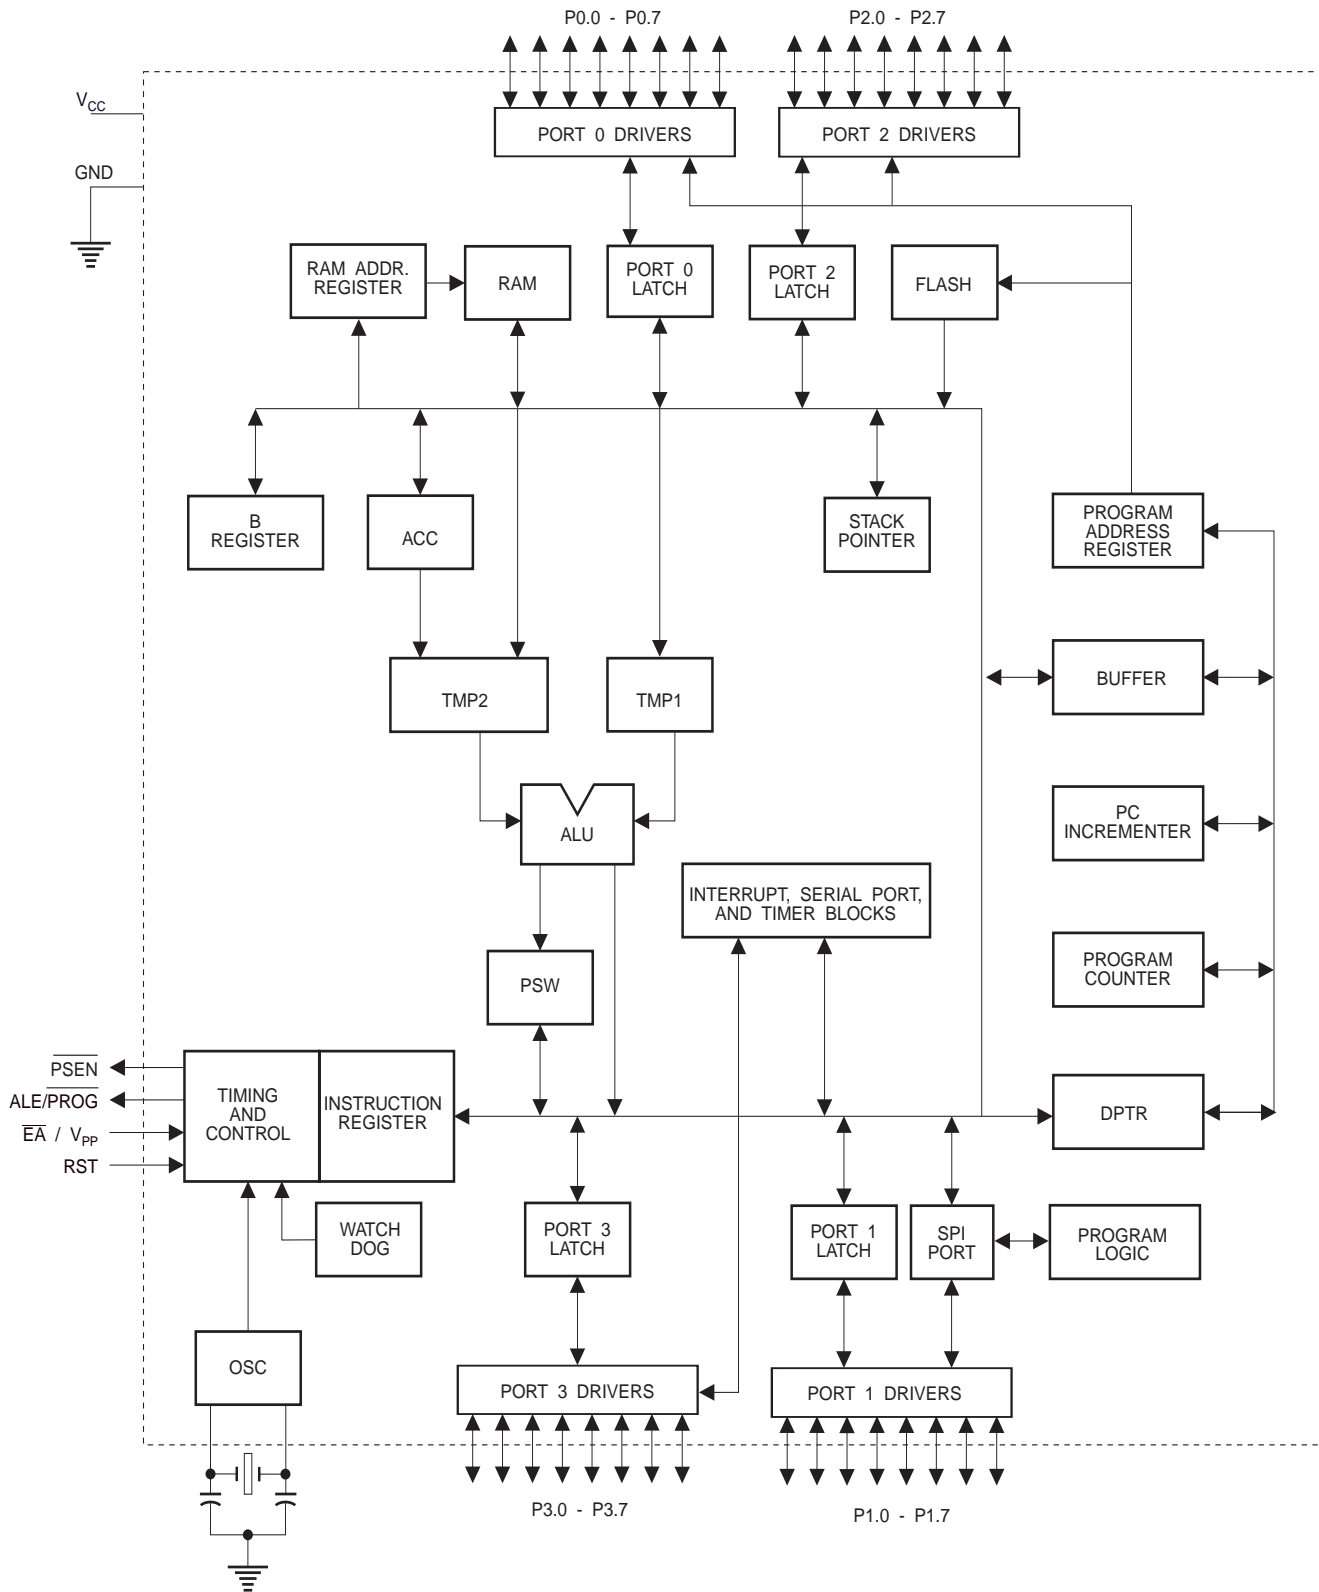 P0.0 - P0.7
P2.0 - P2.7
VCC
PORT 0 DRIVERS
PORT 2 DRIVERS
GND
RAM ADDR.
REGISTER
RAM
PORT 0
LATCH
PORT 2
LATCH
FLASH
B
REGISTER
ACC
STACK
POINTER
PROGRAM
ADDRESS
REGISTER
TMP2
TMP1
BUFFER
ALU
PC
INCREMENTER
INTERRUPT, SERIAL PORT,
AND TIMER BLOCKS
PSW
PROGRAM
COUNTER
PSEN
ALE/PROG
EA / VPP
RST
TIMING
AND
CONTROL
INSTRUCTION
REGISTER
DPTR
WATCH
DOG
PORT 3
LATCH
PORT 1
LATCH
SPI
PORT
PROGRAM
LOGIC
OSC
PORT 3 DRIVERS
PORT 1 DRIVERS
P3.0 - P3.7
P1.0 - P1.7